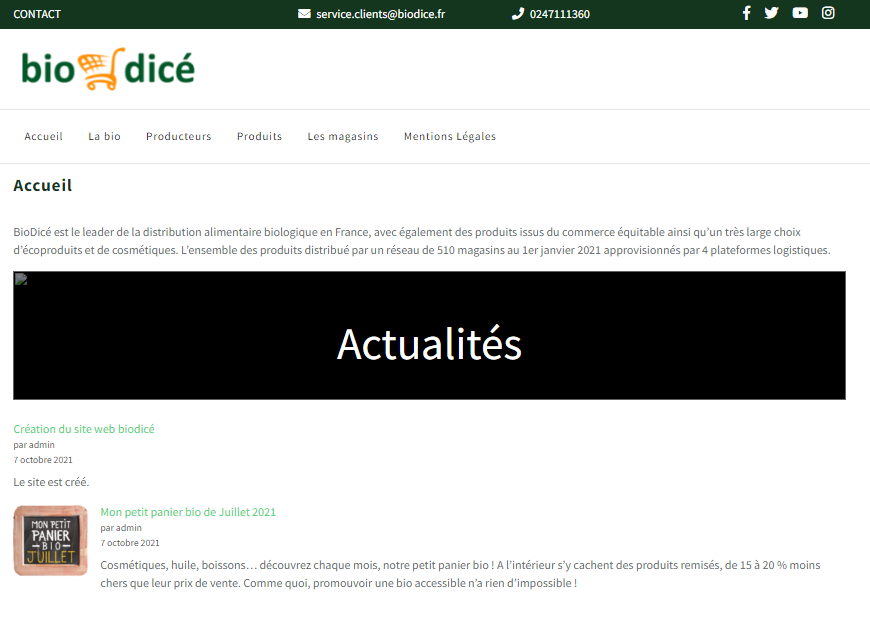 CONTACT service.clients@biodice.fr 0247111360
bio dicé
Accueil La bio Producteurs Produits Les magasins Mentions Légales
Accueil
BioDicé est le leader de la distribution alimentaire biologique en France, avec également des produits issus du commerce équitable ainsi qu’un très large choix
d’écoproduits et de cosmétiques. L’ensemble des produits distribué par un réseau de 510 magasins au 1er janvier 2021 approvisionnés par 4 plateformes logistiques.
Actualités
Création du site web biodicé
par admin
7 octobre 2021
Le site est créé.
MON PETIT
PANIER
BIO
JUILLET
Mon petit panier bio de Juillet 2021
par admin
7 octobre 2021
Cosmétiques, huile, boissons… découvrez chaque mois, notre petit panier bio ! A l’intérieur s’y cachent des produits remisés, de 15 à 20 % moins
chers que leur prix de vente. Comme quoi, promouvoir une bio accessible n’a rien d’impossible !